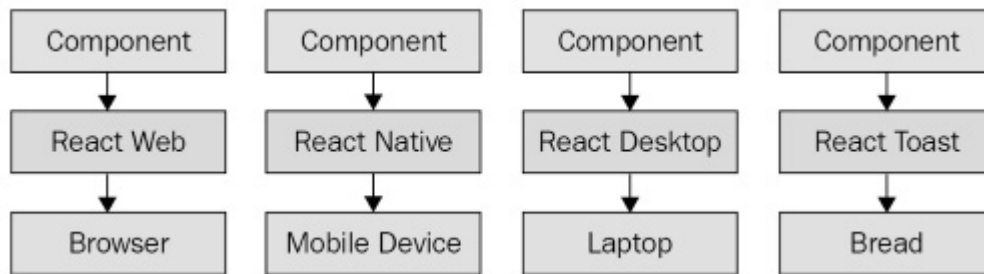 Component
Component
Component
Component
React Web
React Native
React Desktop
React Toast
Browser
Mobile Device
Laptop
Bread